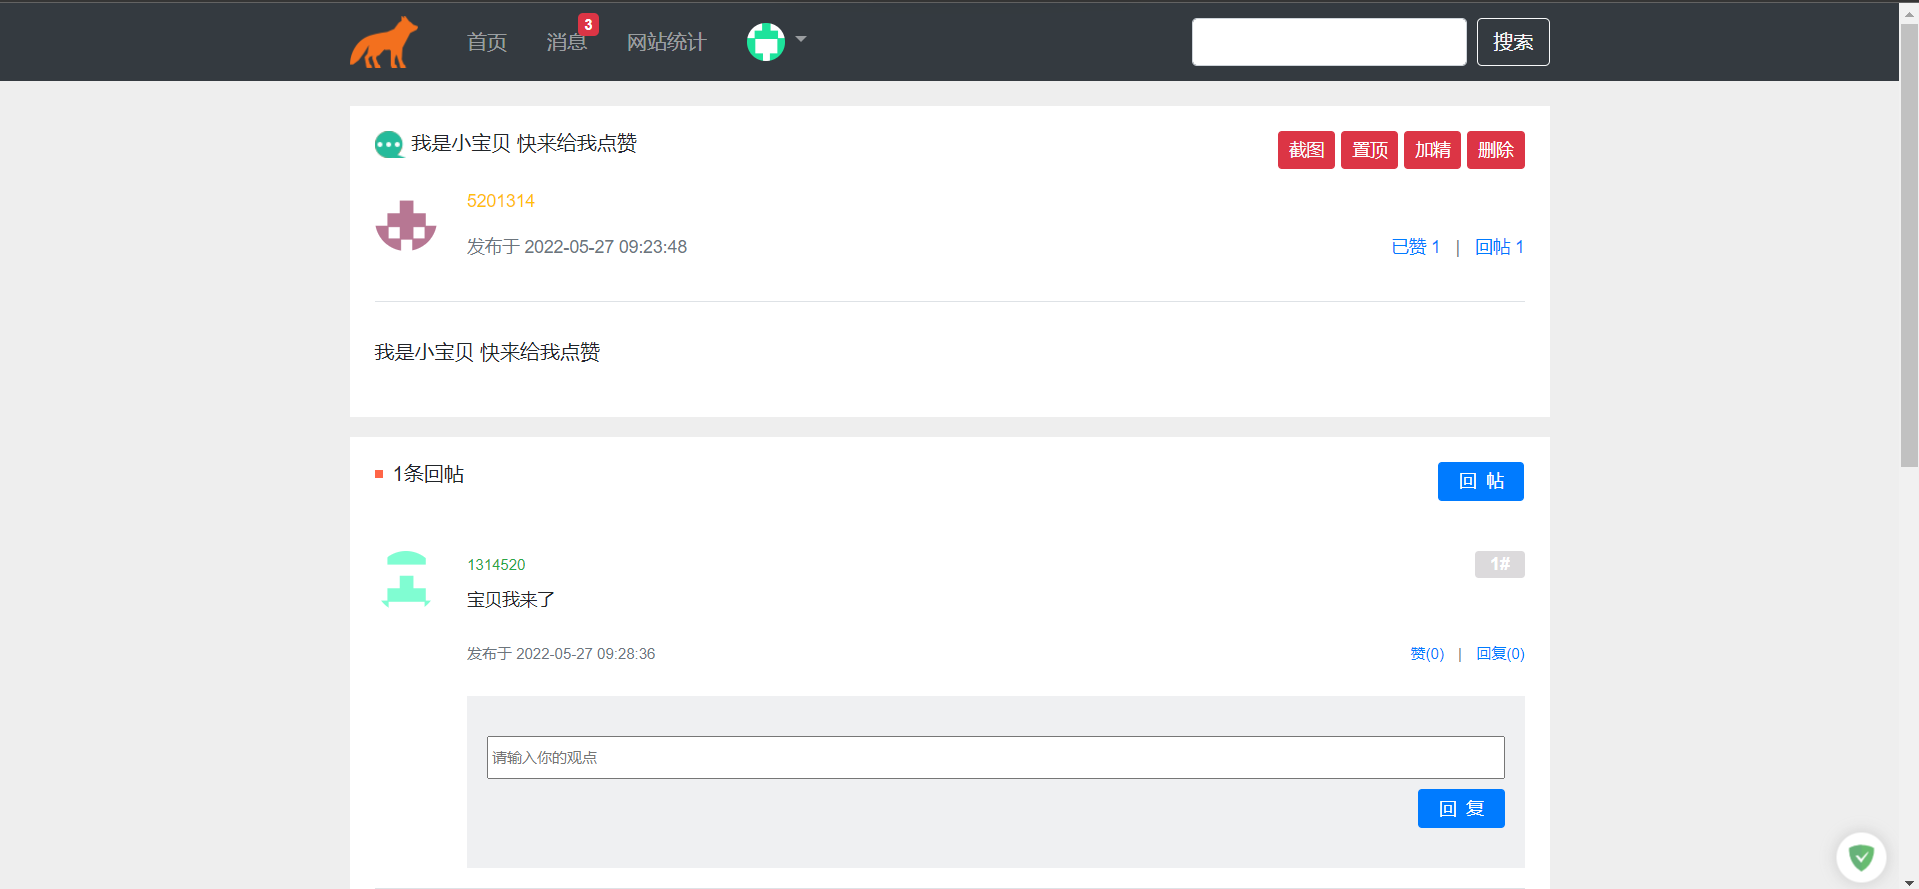 首页 消息 3 网站统计 搜索
我是小宝贝 快来给我点赞 截图 置顶 加精 删除
5201314
发布于 2022-05-27 09:23:48 已赞 1 | 回帖 1
我是小宝贝 快来给我点赞
1条回帖 回 帖
1314520 1#
宝贝我来了
发布于 2022-05-27 09:28:36 赞(0) | 回复(0)
请输入你的观点
回 复